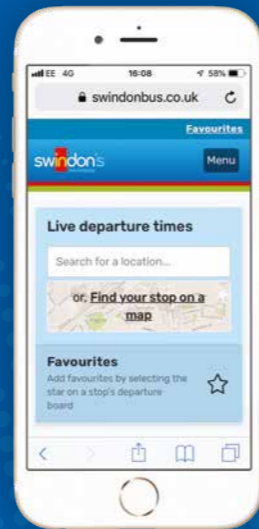 EE 4G 16:08 58%
swindonbus.co.uk
Favourites
swindon's
Menu
Live departure times
Search for a location...
or, Find your stop on a
map
Favourites
Add favourites by selecting the
star on a stop's departure
board